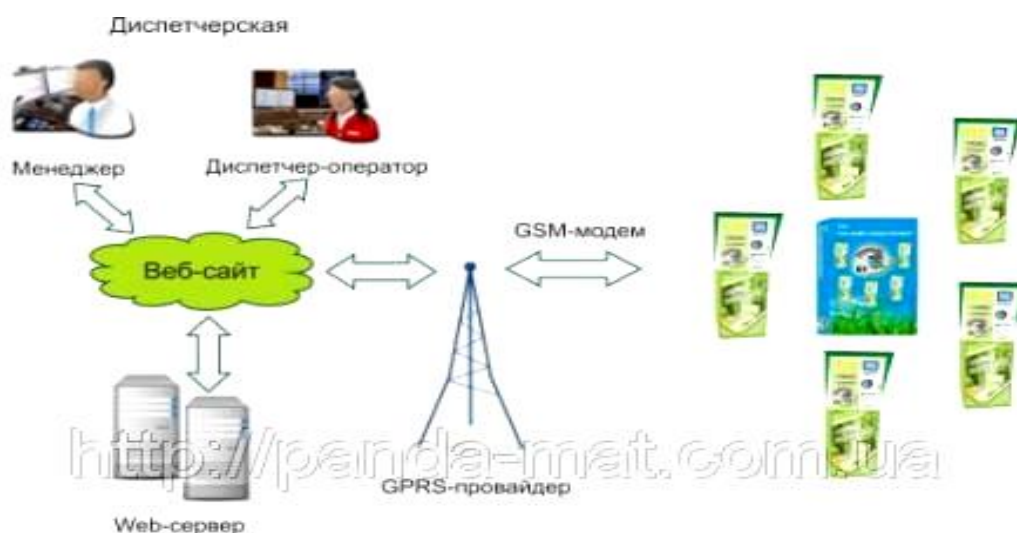 Диспетчерская
Менеджер
Диспетчер-оператор
GSM-модем
Веб-сайт
http://panda-mat.com.ua
GPRS-провайдер
Web-сервер